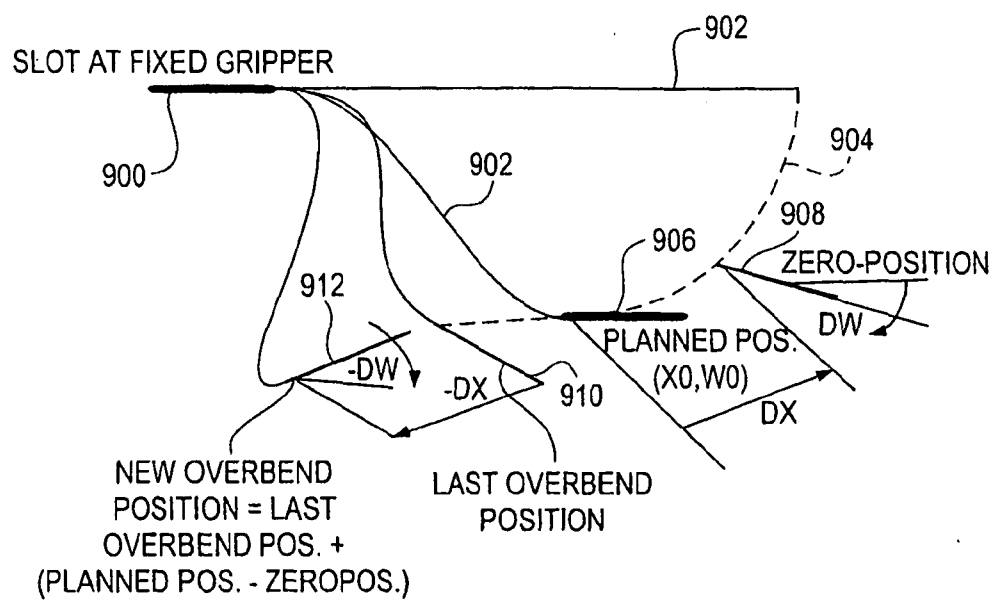 902
SLOT AT FIXED GRIPPER
900
902
904
908
906
ZERO-POSITION
912
DW
PLANNED POS.
(X0,W0)
-DW
-DX
910
DX
NEW OVERBEND
POSITION = LAST
OVERBEND POS. +
(PLANNED POS. - ZEROPOS.)
LAST OVERBEND
POSITION